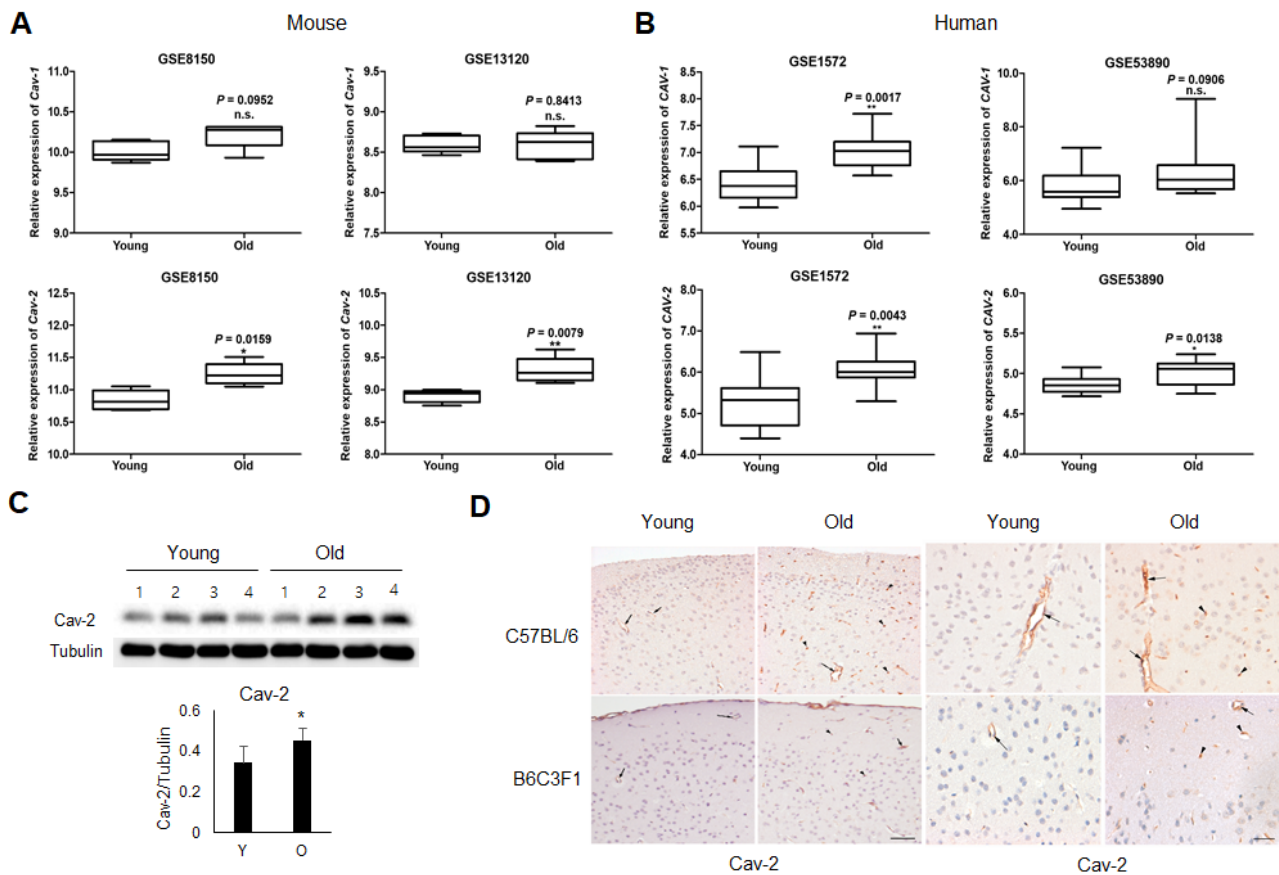 A
Mouse
GSE8150
Relative expression of Cav-1
11.0
10.5
10.0
9.5
9.0
P = 0.0952
n.s.
Young
Old
GSE13120
Relative expression of Cav-1
9.5
9.0
8.5
8.0
7.5
P = 0.8413
n.s.
Young
Old
GSE8150
Relative expression of Cav-2
12.5
12.0
11.5
11.0
10.5
10.0
P = 0.0159
*
Young
Old
GSE13120
Relative expression of Cav-2
10.0
9.5
9.0
8.5
8.0
P = 0.0079
**
Young
Old
B
Human
GSE1572
Relative expression of CAV-1
8.5
8.0
7.5
7.0
6.5
6.0
5.5
P = 0.0017
**
Young
Old
GSE53890
Relative expression of CAV-1
10.0
8.0
6.0
4.0
P = 0.0906
n.s.
Young
Old
GSE1572
Relative expression of CAV-2
8.0
7.0
6.0
5.0
4.0
P = 0.0043
**
Young
Old
GSE53890
Relative expression of CAV-2
6.0
5.5
5.0
4.5
4.0
P = 0.0138
*
Young
Old
C
Young Old
1 2 3 4 1 2 3 4
Cav-2
Tubulin
Cav-2
Cav-2/Tubulin
0.6
0.4
0.2
0
*
Y O
D
Young Old Young Old
C57BL/6
B6C3F1
Cav-2 Cav-2